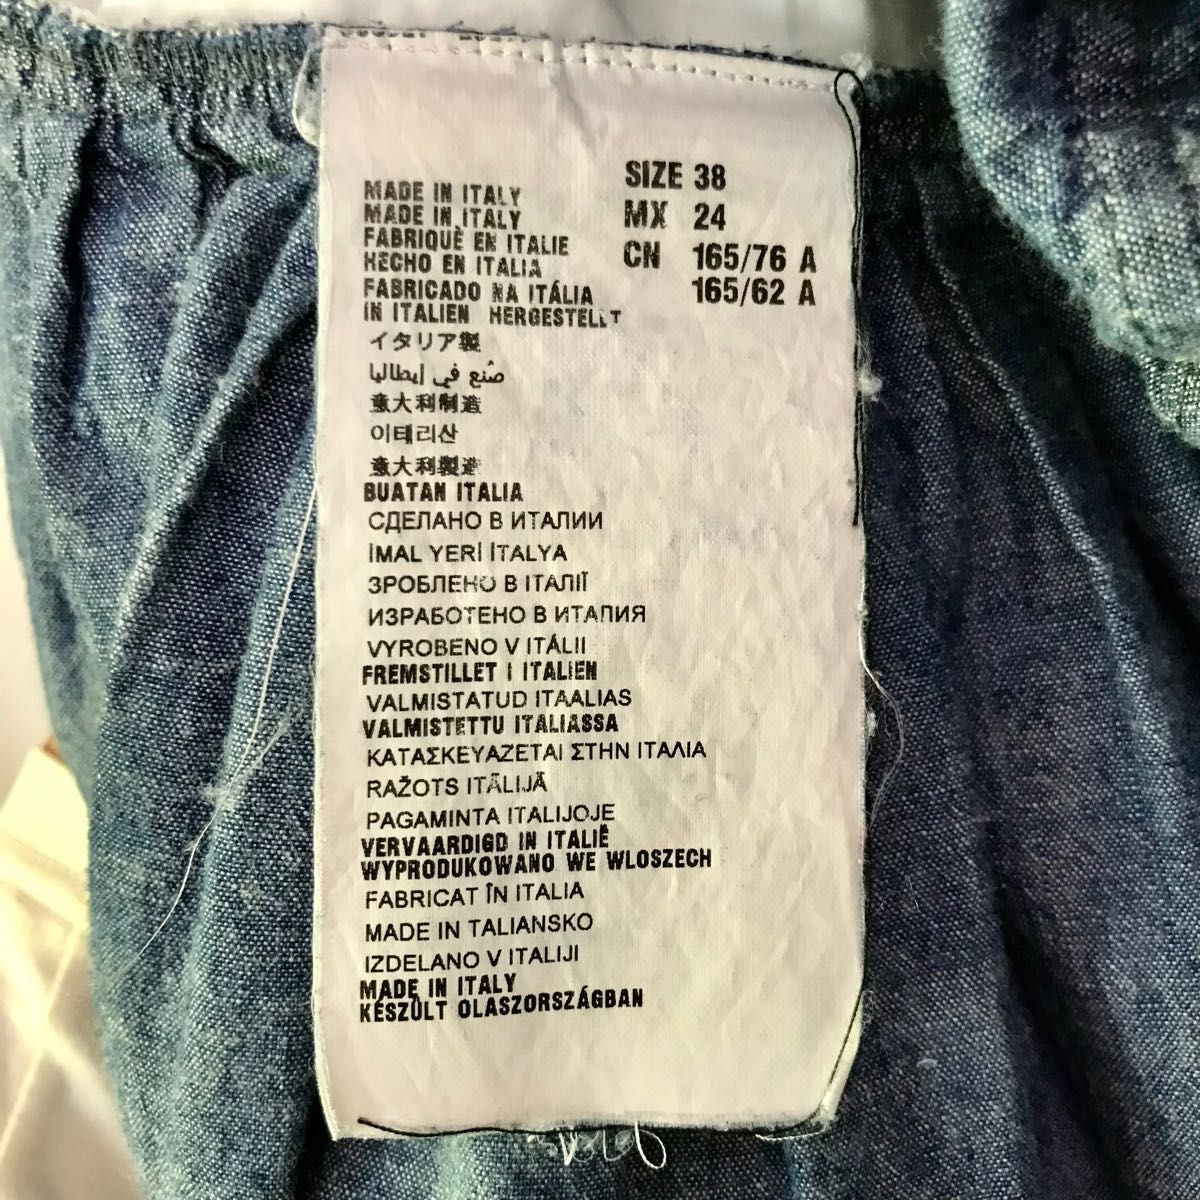 SIZE 38
MX 24
CN 165/76 A
165/62 A
MADE IN ITALY
MADE IN ITALY
FABRIQUÈ EN ITALIE
HECHO EN ITALIA
FABRICADO NA ITÁLIA
IN ITALIEN HERGESTELLT
イタリア製
صنع في إيطاليا
意大利制造
이태리산
意大利製造
BUATAN ITALIA
СДЕЛАНО В ИТАЛИИ
İMAL YERİ İTALYA
ЗРОБЛЕНО В ІТАЛІЇ
ИЗРАБОТЕНО В ИТАЛИЯ
VYROBENO V ITÁLII
FREMSTILLET I ITALIEN
VALMISTATUD ITAALIAS
VALMISTETTU ITALIASSA
ΚΑΤΑΣΚΕΥΑΖΕΤΑΙ ΣΤΗΝ ΙΤΑΛΙΑ
RAŽOTS ITĀLIJĀ
PAGAMINTA ITALIJOJE
VERVAARDIGD IN ITALIË
WYPRODUKOWANO WE WLOSZECH
FABRICAT ÎN ITALIA
MADE IN TALIANSKO
IZDELANO V ITALIJI
MADE IN ITALY
KÉSZÜLT OLASZORSZÁGBAN